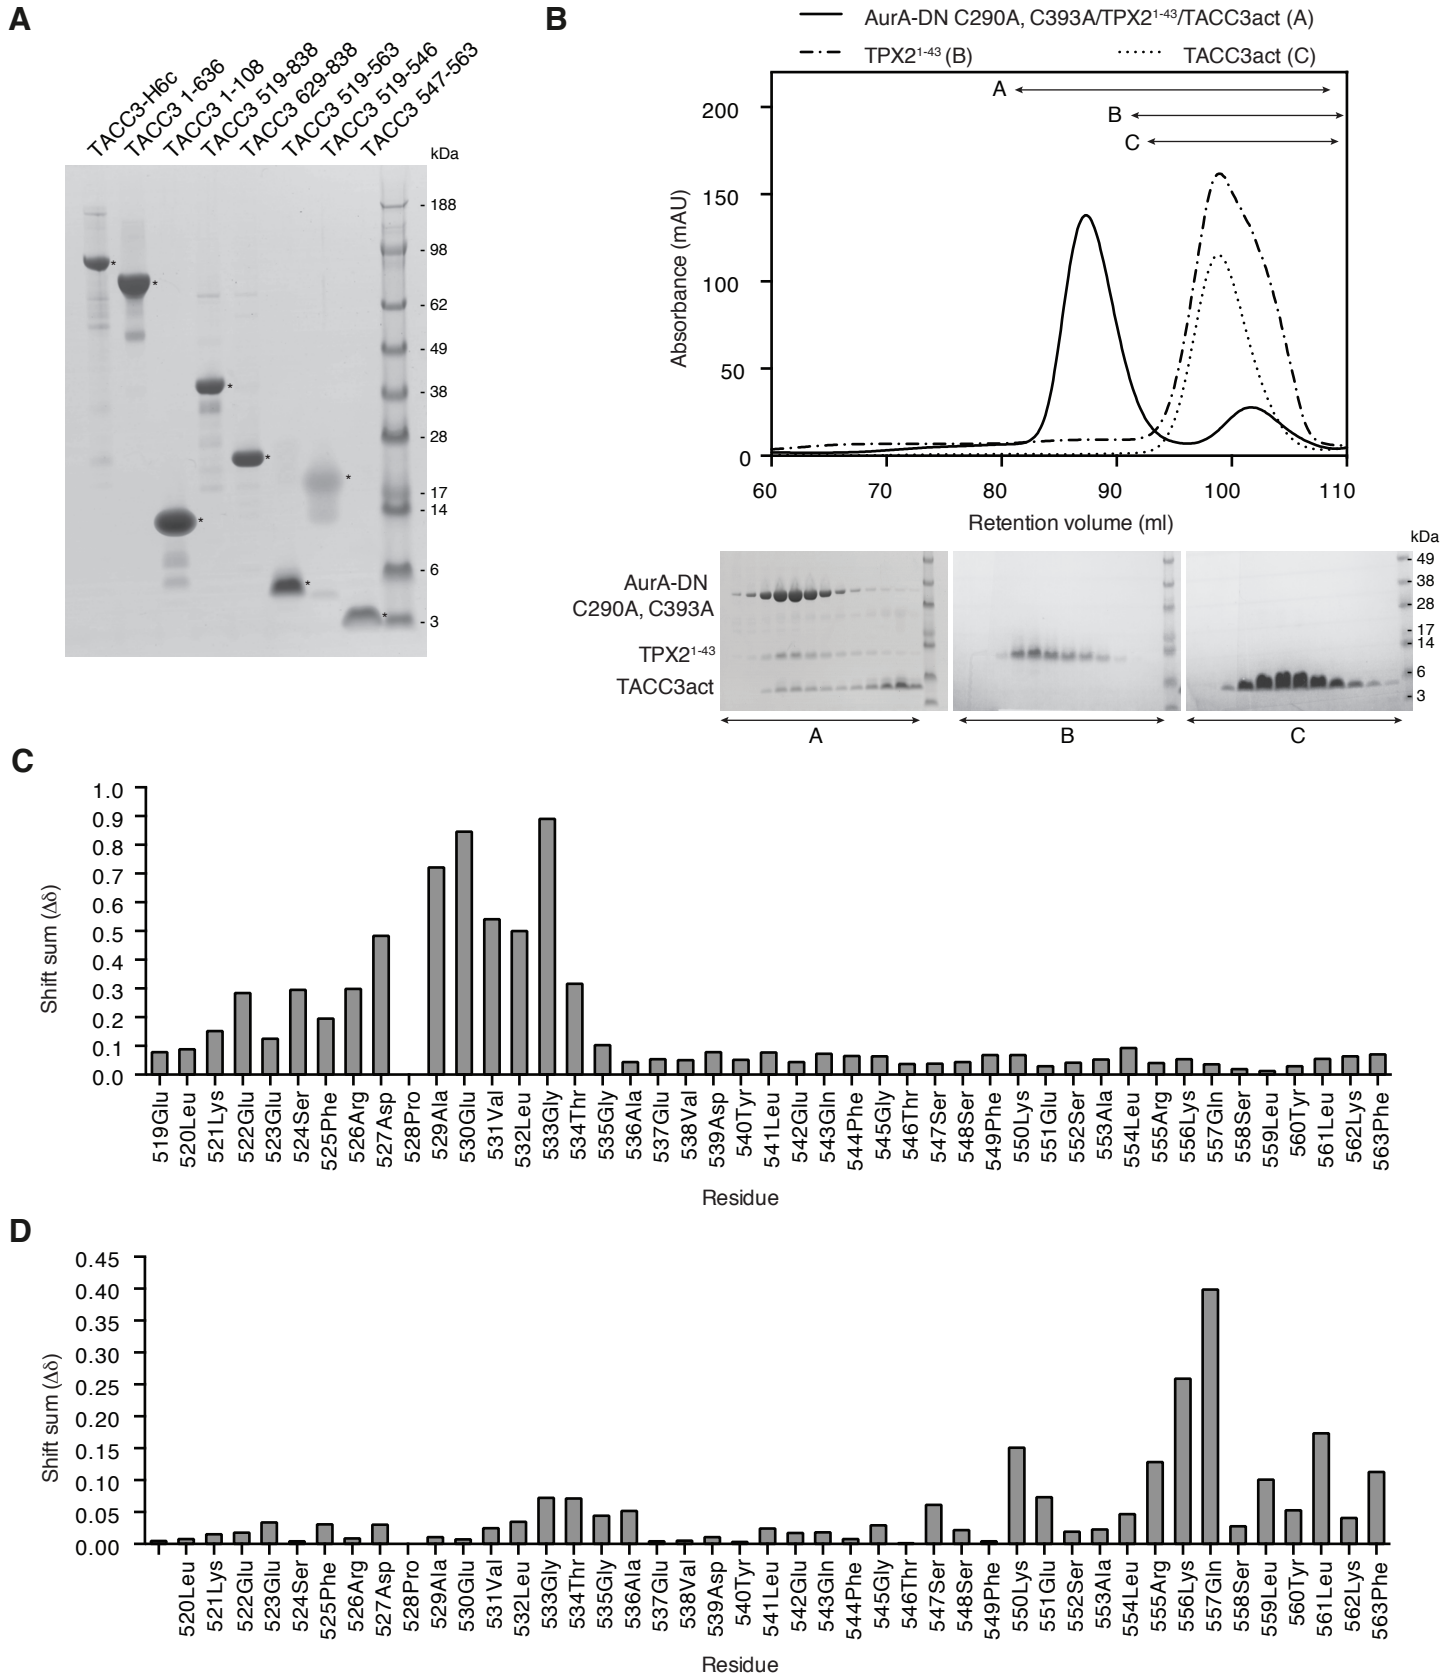 A
TACC3-H6c
TACC3 1-636
TACC3 1-108
TACC3 519-838
TACC3 629-838
TACC3 519-563
TACC3 519-546
TACC3 547-563
kDa
- 188
- 98
- 62
- 49
- 38
- 28
- 17
- 14
- 6
- 3
* * * * * * * *
B
AurA-DN C290A, C393A/TPX2¹⁻⁴³/TACC3act (A)
TPX2¹⁻⁴³ (B)
TACC3act (C)
A
B
C
Absorbance (mAU)
200
150
100
50
0
60 70 80 90 100 110
Retention volume (ml)
AurA-DN
C290A, C393A
TPX2¹⁻⁴³
TACC3act
kDa
- 49
- 38
- 28
- 17
- 14
- 6
- 3
A B C
C
Shift sum (Δδ)
1.0
0.9
0.8
0.7
0.6
0.5
0.4
0.3
0.2
0.1
0.0
519Glu 520Leu 521Lys 522Glu 523Glu 524Ser 525Phe 526Arg 527Asp 528Pro 529Ala 530Glu 531Val 532Leu 533Gly 534Thr 535Gly 536Ala 537Glu 538Val 539Asp 540Tyr 541Leu 542Glu 543Gln 544Phe 545Gly 546Thr 547Ser 548Ser 549Phe 550Lys 551Glu 552Ser 553Ala 554Leu 555Arg 556Lys 557Gln 558Ser 559Leu 560Tyr 561Leu 562Lys 563Phe
Residue
D
Shift sum (Δδ)
0.45
0.40
0.35
0.30
0.25
0.20
0.15
0.10
0.05
0.00
520Leu 521Lys 522Glu 523Glu 524Ser 525Phe 526Arg 527Asp 528Pro 529Ala 530Glu 531Val 532Leu 533Gly 534Thr 535Gly 536Ala 537Glu 538Val 539Asp 540Tyr 541Leu 542Glu 543Gln 544Phe 545Gly 546Thr 547Ser 548Ser 549Phe 550Lys 551Glu 552Ser 553Ala 554Leu 555Arg 556Lys 557Gln 558Ser 559Leu 560Tyr 561Leu 562Lys 563Phe
Residue